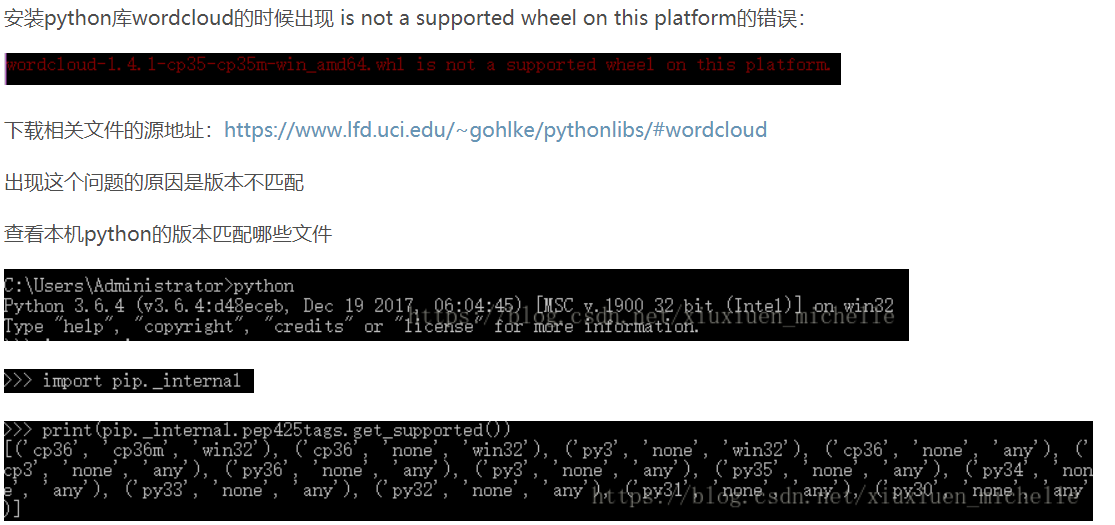 安装python库wordcloud的时候出现 is not a supported wheel on this platform的错误：
wordcloud-1.4.1-cp35-cp35m-win_amd64.whl is not a supported wheel on this platform.
下载相关文件的源地址：https://www.lfd.uci.edu/~gohlke/pythonlibs/#wordcloud
出现这个问题的原因是版本不匹配
查看本机python的版本匹配哪些文件
C:\Users\Administrator>python
Python 3.6.4 (v3.6.4:d48eceb, Dec 19 2017, 06:04:45) [MSC v.1900 32 bit (Intel)] on win32
Type "help", "copyright", "credits" or "license" for more information.
https://blog.csdn.net/xiuxiuen_michelle
>>> import pip._internal
>>> print(pip._internal.pep425tags.get_supported())
[('cp36', 'cp36m', 'win32'), ('cp36', 'none', 'win32'), ('py3', 'none', 'win32'), ('cp36', 'none', 'any'), ('
cp3', 'none', 'any'), ('py36', 'none', 'any'), ('py3', 'none', 'any'), ('py35', 'none', 'any'), ('py34', 'non
e', 'any'), ('py33', 'none', 'any'), ('py32', 'none', 'any'), ('py31', 'none', 'any'), ('py30', 'none', 'any'
)]
https://blog.csdn.net/xiuxiuen_michelle